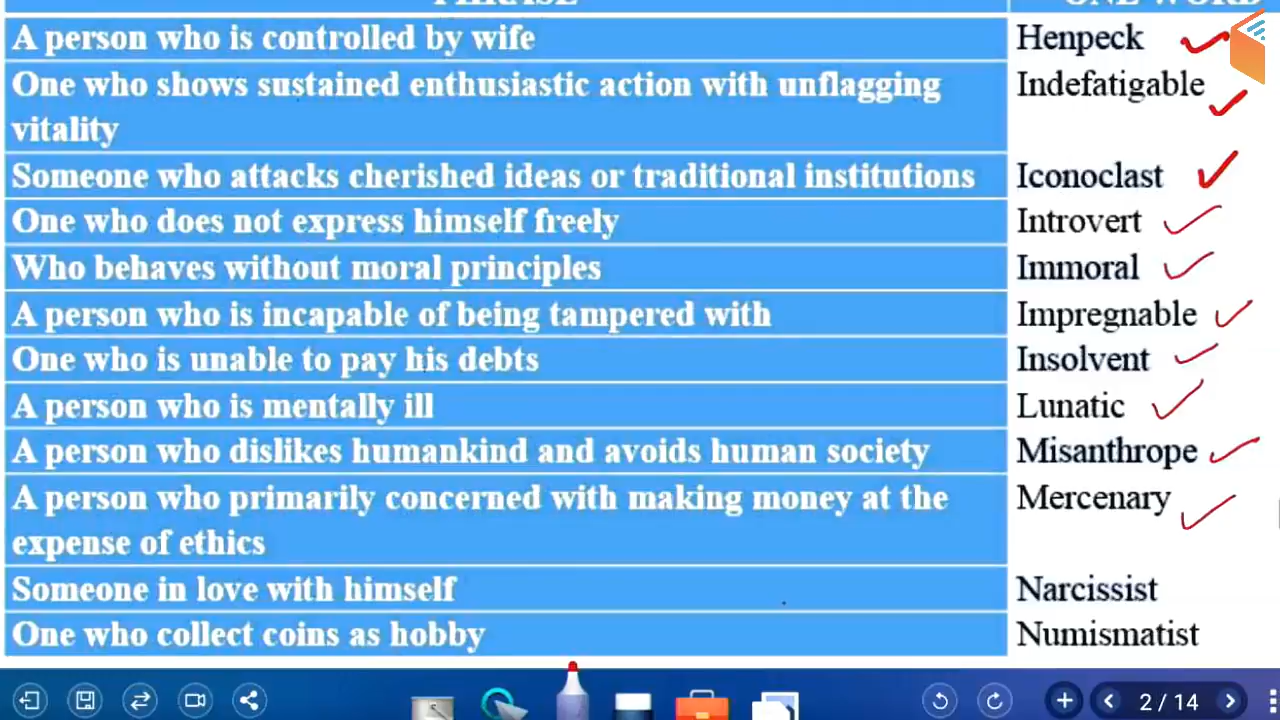 PHRASE ONE WORD
A person who is controlled by wife Henpeck
One who shows sustained enthusiastic action with unflagging Indefatigable
vitality
Someone who attacks cherished ideas or traditional institutions Iconoclast
One who does not express himself freely Introvert
Who behaves without moral principles Immoral
A person who is incapable of being tampered with Impregnable
One who is unable to pay his debts Insolvent
A person who is mentally ill Lunatic
A person who dislikes humankind and avoids human society Misanthrope
A person who primarily concerned with making money at the Mercenary
expense of ethics
Someone in love with himself Narcissist
One who collect coins as hobby Numismatist
2 / 14